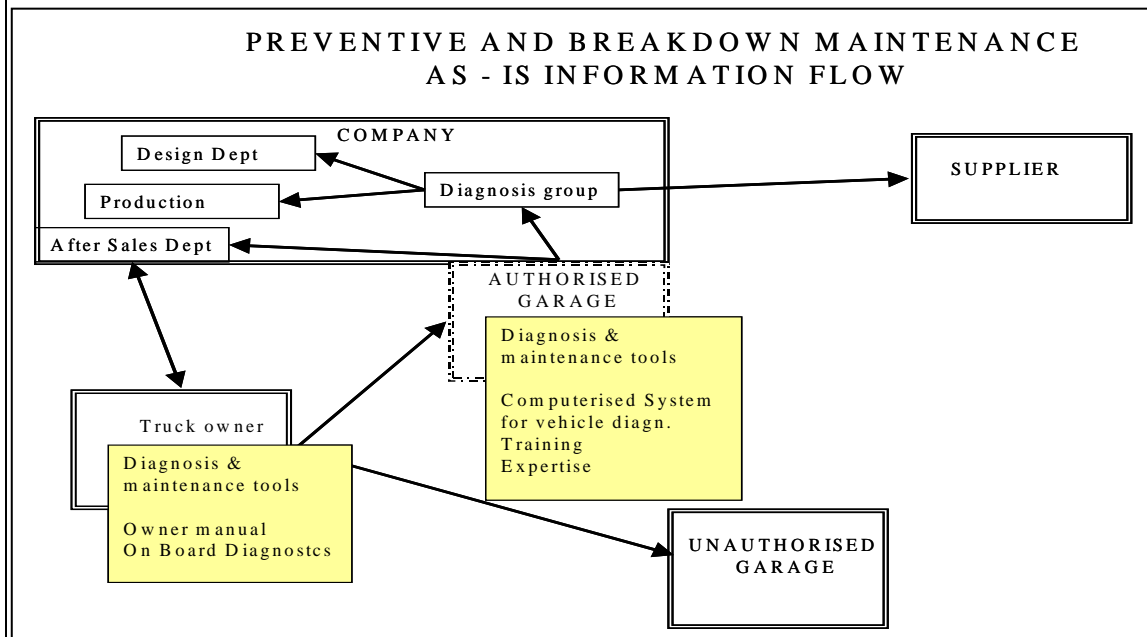 PREVENTIVE AND BREAKDOWN MAINTENANCE
AS - IS INFORMATION FLOW
COMPANY
Design Dept
Production
Diagnosis group
After Sales Dept
SUPPLIER
AUTHORISED
GARAGE
Diagnosis &
maintenance tools
Computerised System
for vehicle diagn.
Training
Expertise
Truck owner
Diagnosis &
maintenance tools
Owner manual
On Board Diagnostcs
UNAUTHORISED
GARAGE